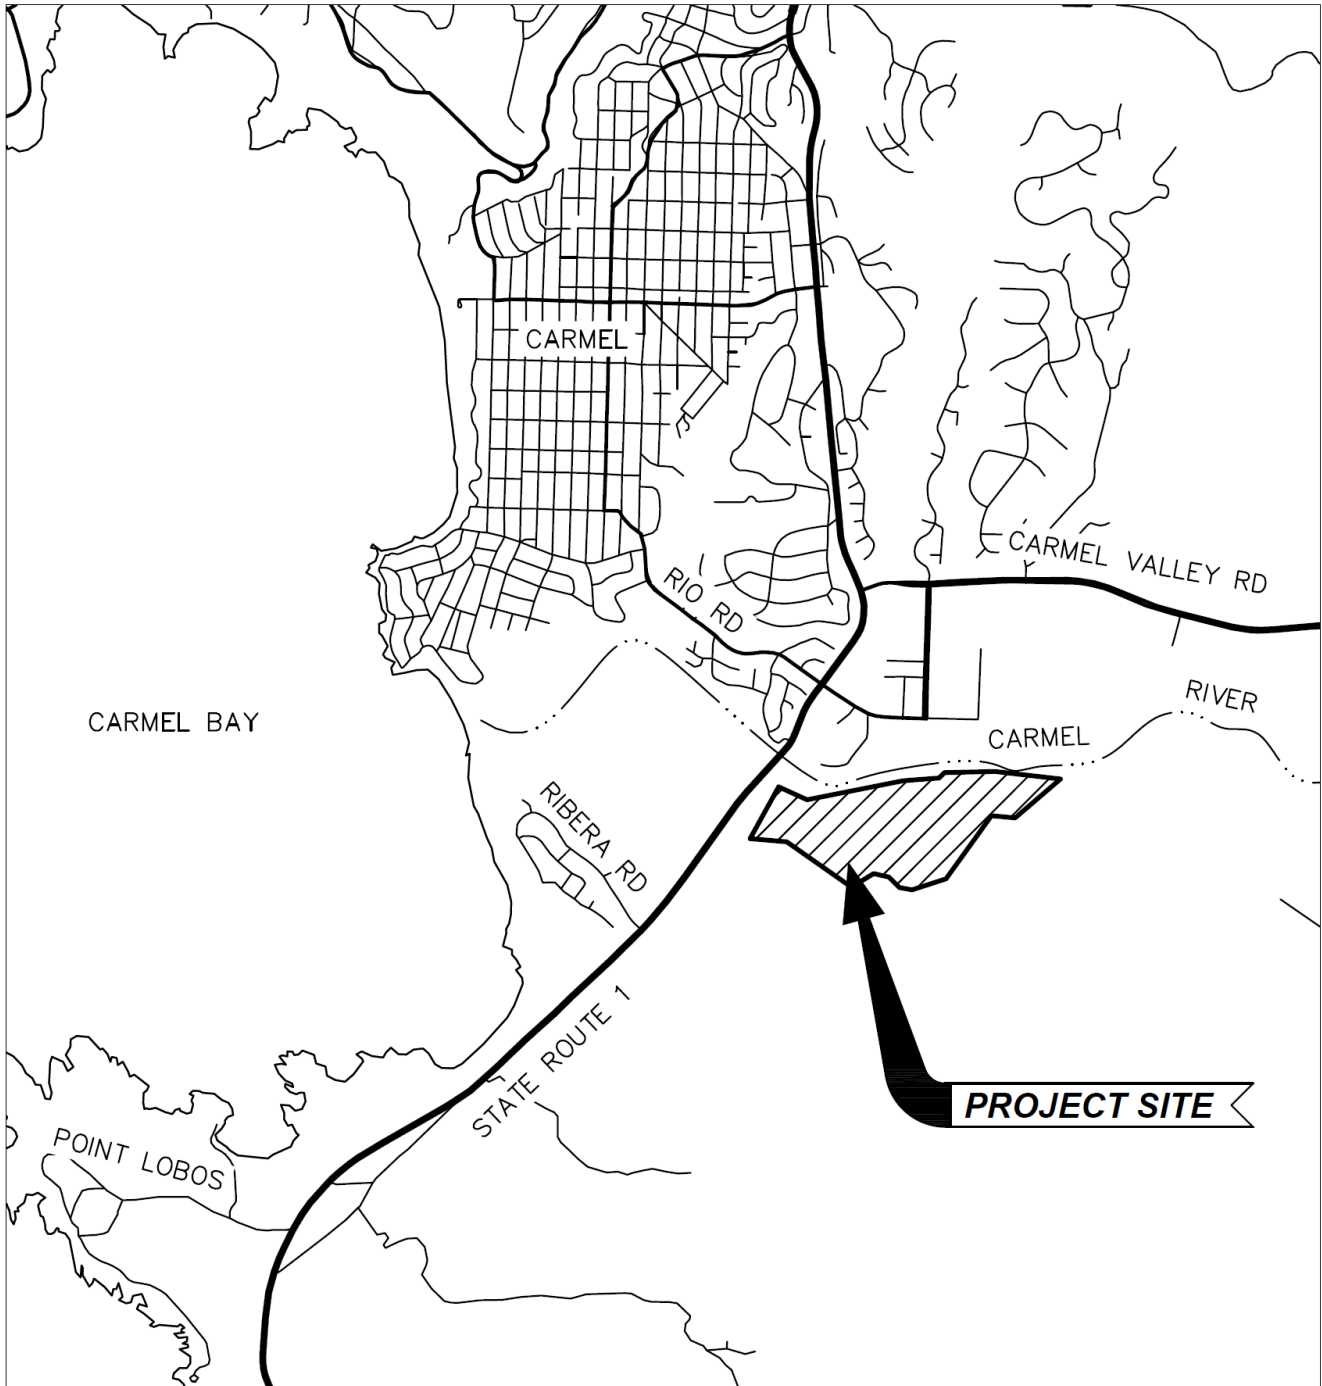 CARMEL
CARMEL VALLEY RD
RIO RD
RIVER
CARMEL
CARMEL BAY
RIBERA RD
STATE ROUTE 1
PROJECT SITE
POINT LOBOS